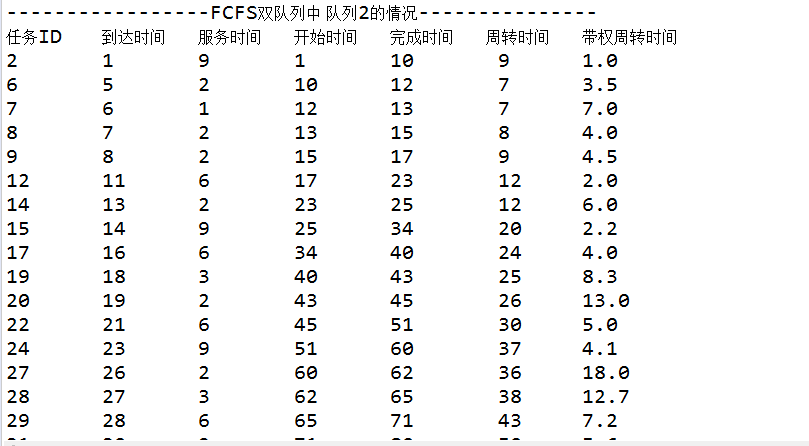 -----------------FCFS双队列中 队列2的情况---------------
任务ID 到达时间 服务时间 开始时间 完成时间 周转时间 带权周转时间
2 1 9 1 10 9 1.0
6 5 2 10 12 7 3.5
7 6 1 12 13 7 7.0
8 7 2 13 15 8 4.0
9 8 2 15 17 9 4.5
12 11 6 17 23 12 2.0
14 13 2 23 25 12 6.0
15 14 9 25 34 20 2.2
17 16 6 34 40 24 4.0
19 18 3 40 43 25 8.3
20 19 2 43 45 26 13.0
22 21 6 45 51 30 5.0
24 23 9 51 60 37 4.1
27 26 2 60 62 36 18.0
28 27 3 62 65 38 12.7
29 28 6 65 71 43 7.2